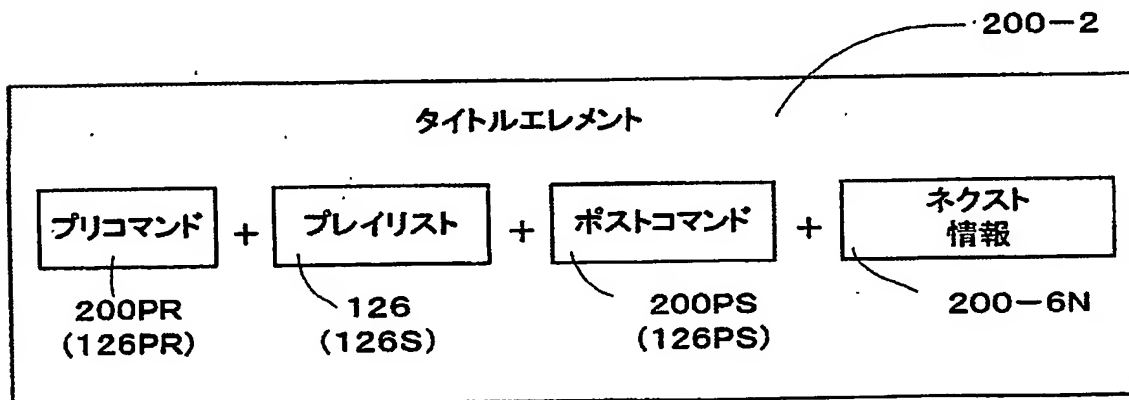 200-2
タイトルエレメント
プリコマンド + プレイリスト + ポストコマンド + ネクスト
情報
200PR 126 200PS 200-6N
(126PR) (126S) (126PS)